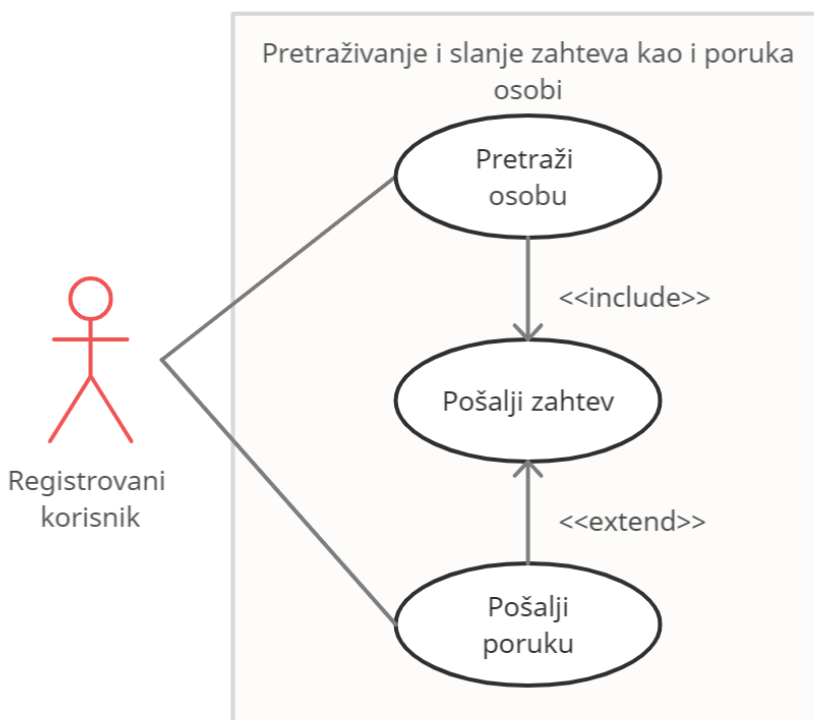 Pretraživanje i slanje zahteva kao i poruka
osobi
Pretraži
osobu
<<include>>
Pošalji zahtev
Registrovani
korisnik
<<extend>>
Pošalji
poruku